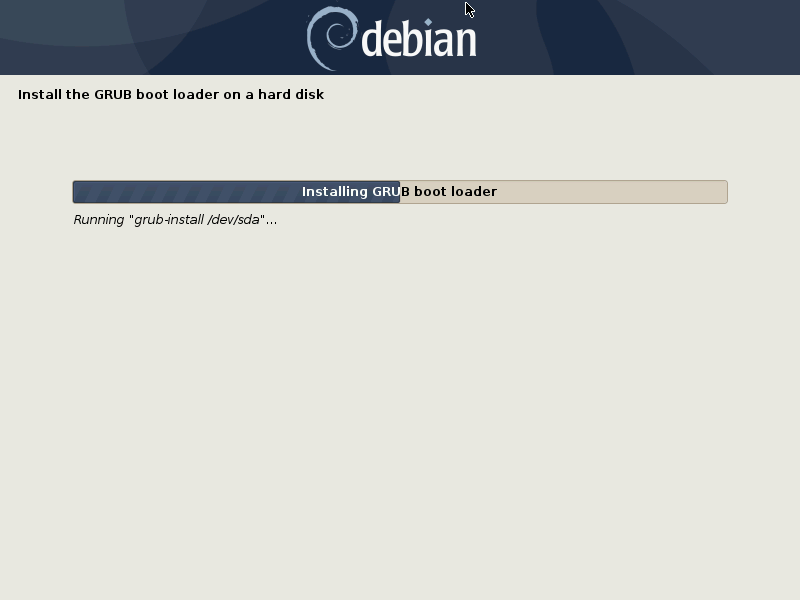 debian
Install the GRUB boot loader on a hard disk
Installing GRUB boot loader
Running "grub-install /dev/sda"...